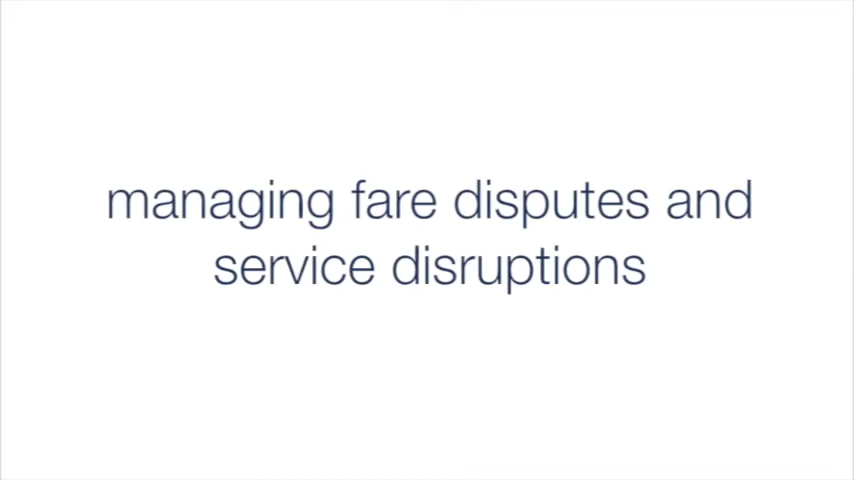 managing fare disputes and
service disruptions